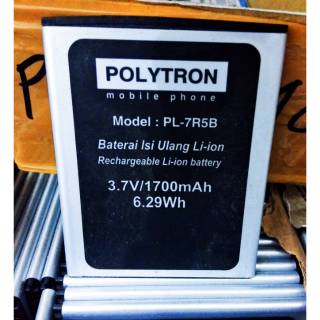 POLYTRON
mobile phone
Model : PL-7R5B
Baterai Isi Ulang Li-ion
Rechargeable Li-ion battery
3.7V/1700mAh
6.29Wh